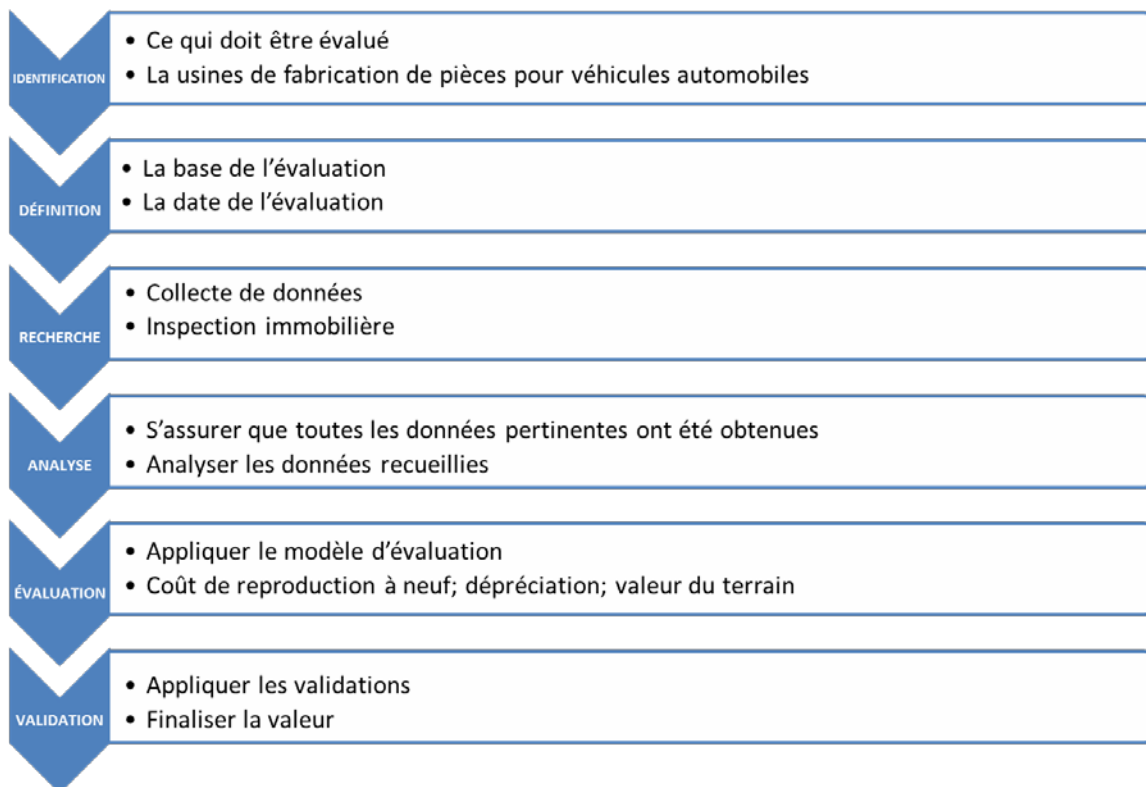 IDENTIFICATION
• Ce qui doit être évalué
• La usines de fabrication de pièces pour véhicules automobiles
DÉFINITION
• La base de l'évaluation
• La date de l'évaluation
RECHERCHE
• Collecte de données
• Inspection immobilière
ANALYSE
• S'assurer que toutes les données pertinentes ont été obtenues
• Analyser les données recueillies
ÉVALUATION
• Appliquer le modèle d'évaluation
• Coût de reproduction à neuf; dépréciation; valeur du terrain
VALIDATION
• Appliquer les validations
• Finaliser la valeur